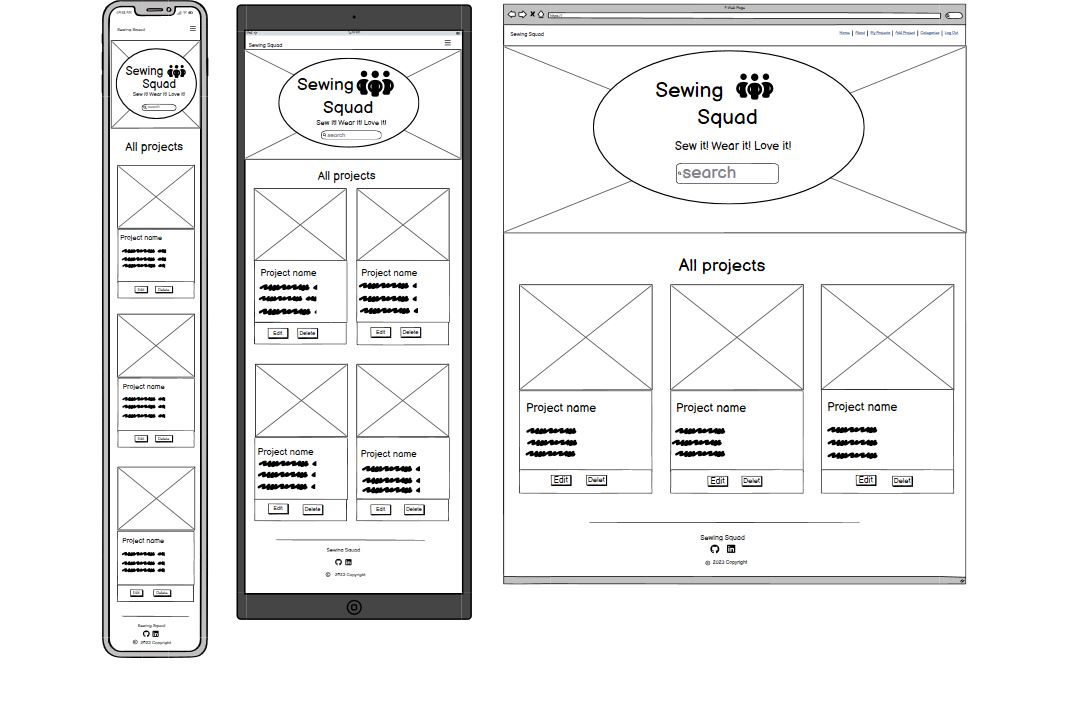 Sewing Squad
Sewing
Squad
Sew it! Wear it! Love it!
search
All projects
Project name
Edit Delete
Project name
Edit Delete
Project name
Edit Delete
Sewing Squad
© 2023 Copyright
Sewing Squad
Sewing
Squad
Sew it! Wear it! Love it!
search
All projects
Project name Project name
Edit Delete Edit Delete
Project name Project name
Edit Delete Edit Delete
Sewing Squad
© 2023 Copyright
A Web Page
https://
Sewing Squad Home | About | My Projects | Add Project | Categories | Log Out
Sewing
Squad
Sew it! Wear it! Love it!
search
All projects
Project name Project name Project name
Edit Delet Edit Delet Edit Delet
Sewing Squad
© 2023 Copyright